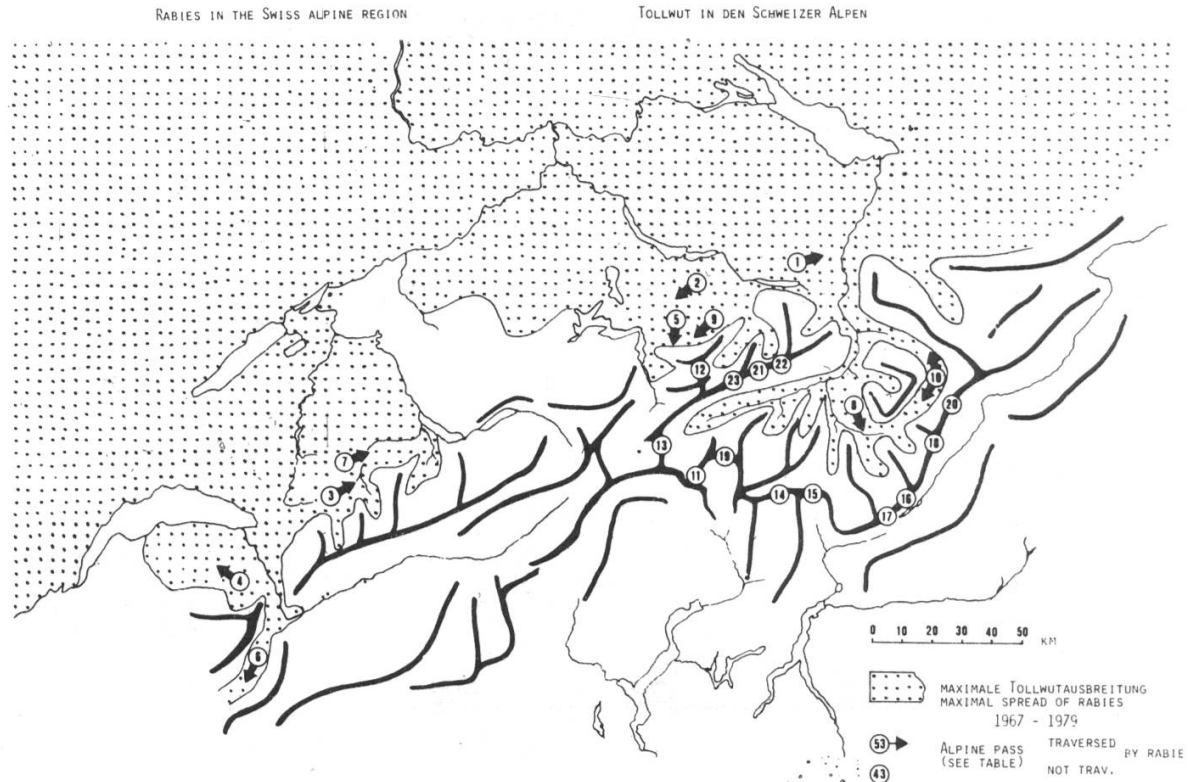 RABIES IN THE SWISS ALPINE REGION
TOLLWUT IN DEN SCHWEIZER ALPEN
1
2
5
9
12
23
21
22
10
8
20
18
13
11
19
14
15
16
17
7
3
4
6
0 10 20 30 40 50 KM
MAXIMALE TOLLWUTAUSBREITUNG
MAXIMAL SPREAD OF RABIES
1967 - 1979
53
ALPINE PASS
(SEE TABLE)
TRAVERSED
BY RABIE
43
NOT TRAV.